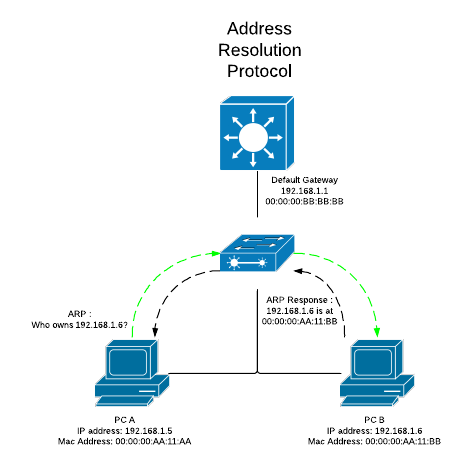 Address
Resolution
Protocol
Default Gateway
192.168.1.1
00:00:00:BB:BB:BB
ARP :
Who owns 192.168.1.6?
ARP Response :
192.168.1.6 is at
00:00:00:AA:11:BB
PC A
IP address: 192.168.1.5
Mac Address: 00:00:00:AA:11:AA
PC B
IP address: 192.168.1.6
Mac Address: 00:00:00:AA:11:BB